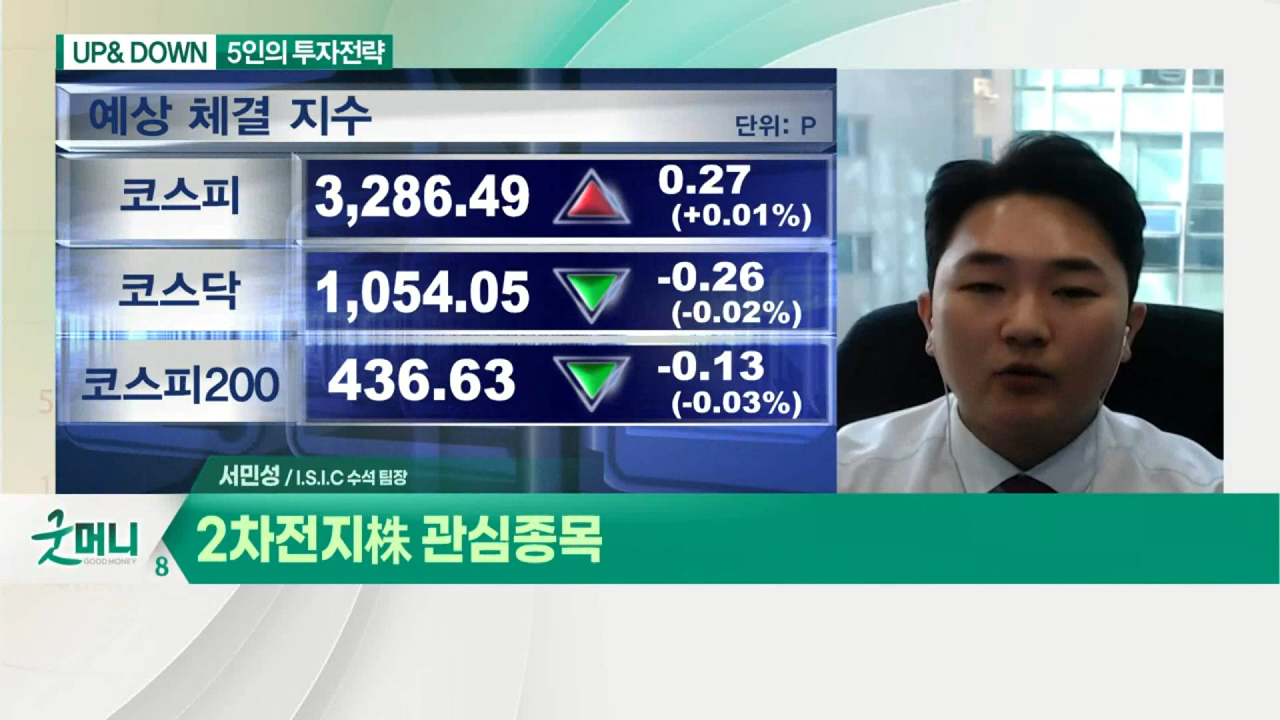 UP& DOWN 5인의 투자전략
예상 체결 지수
단위: P
코스피 3,286.49 0.27 (+0.01%)
코스닥 1,054.05 -0.26 (-0.02%)
코스피200 436.63 -0.13 (-0.03%)
서민성 / I.S.I.C 수석 팀장
굿머니
GOOD MONEY
8
2차전지株 관심종목
5
1